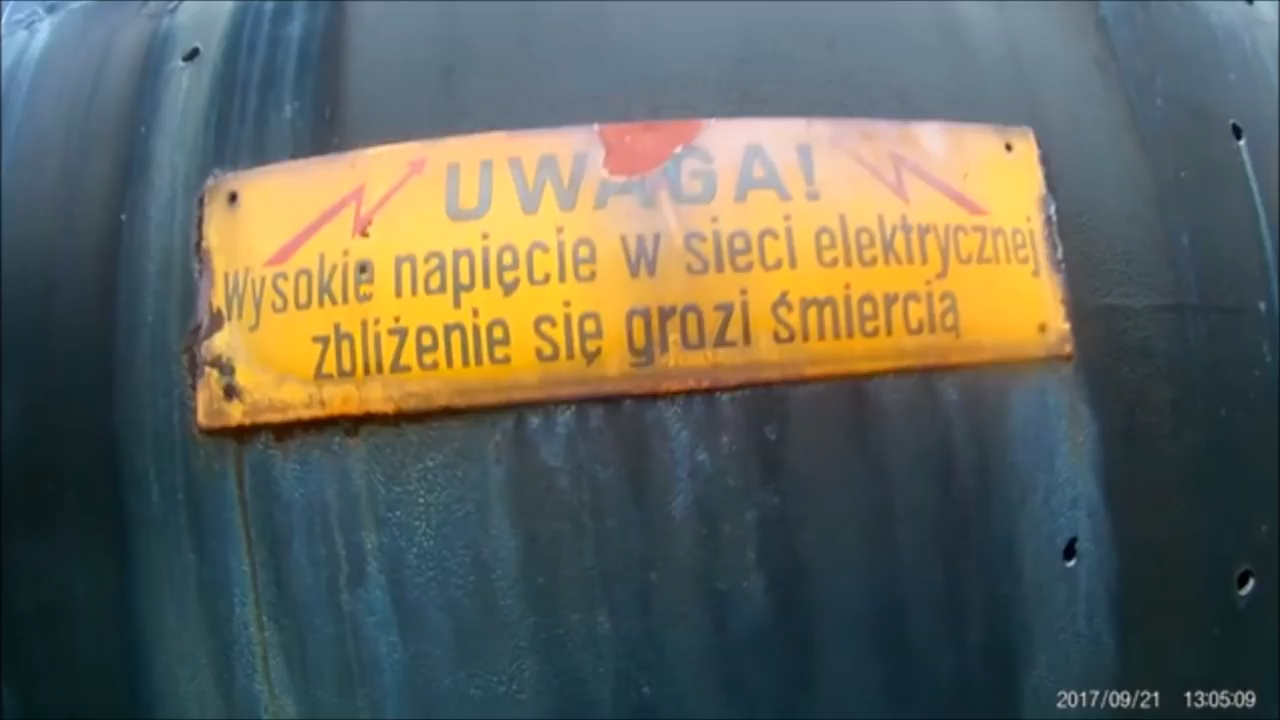 UWAGA!
Wysokie napięcie w sieci elektrycznej
zbliżenie się grozi śmiercią
2017/09/21 13:05:09